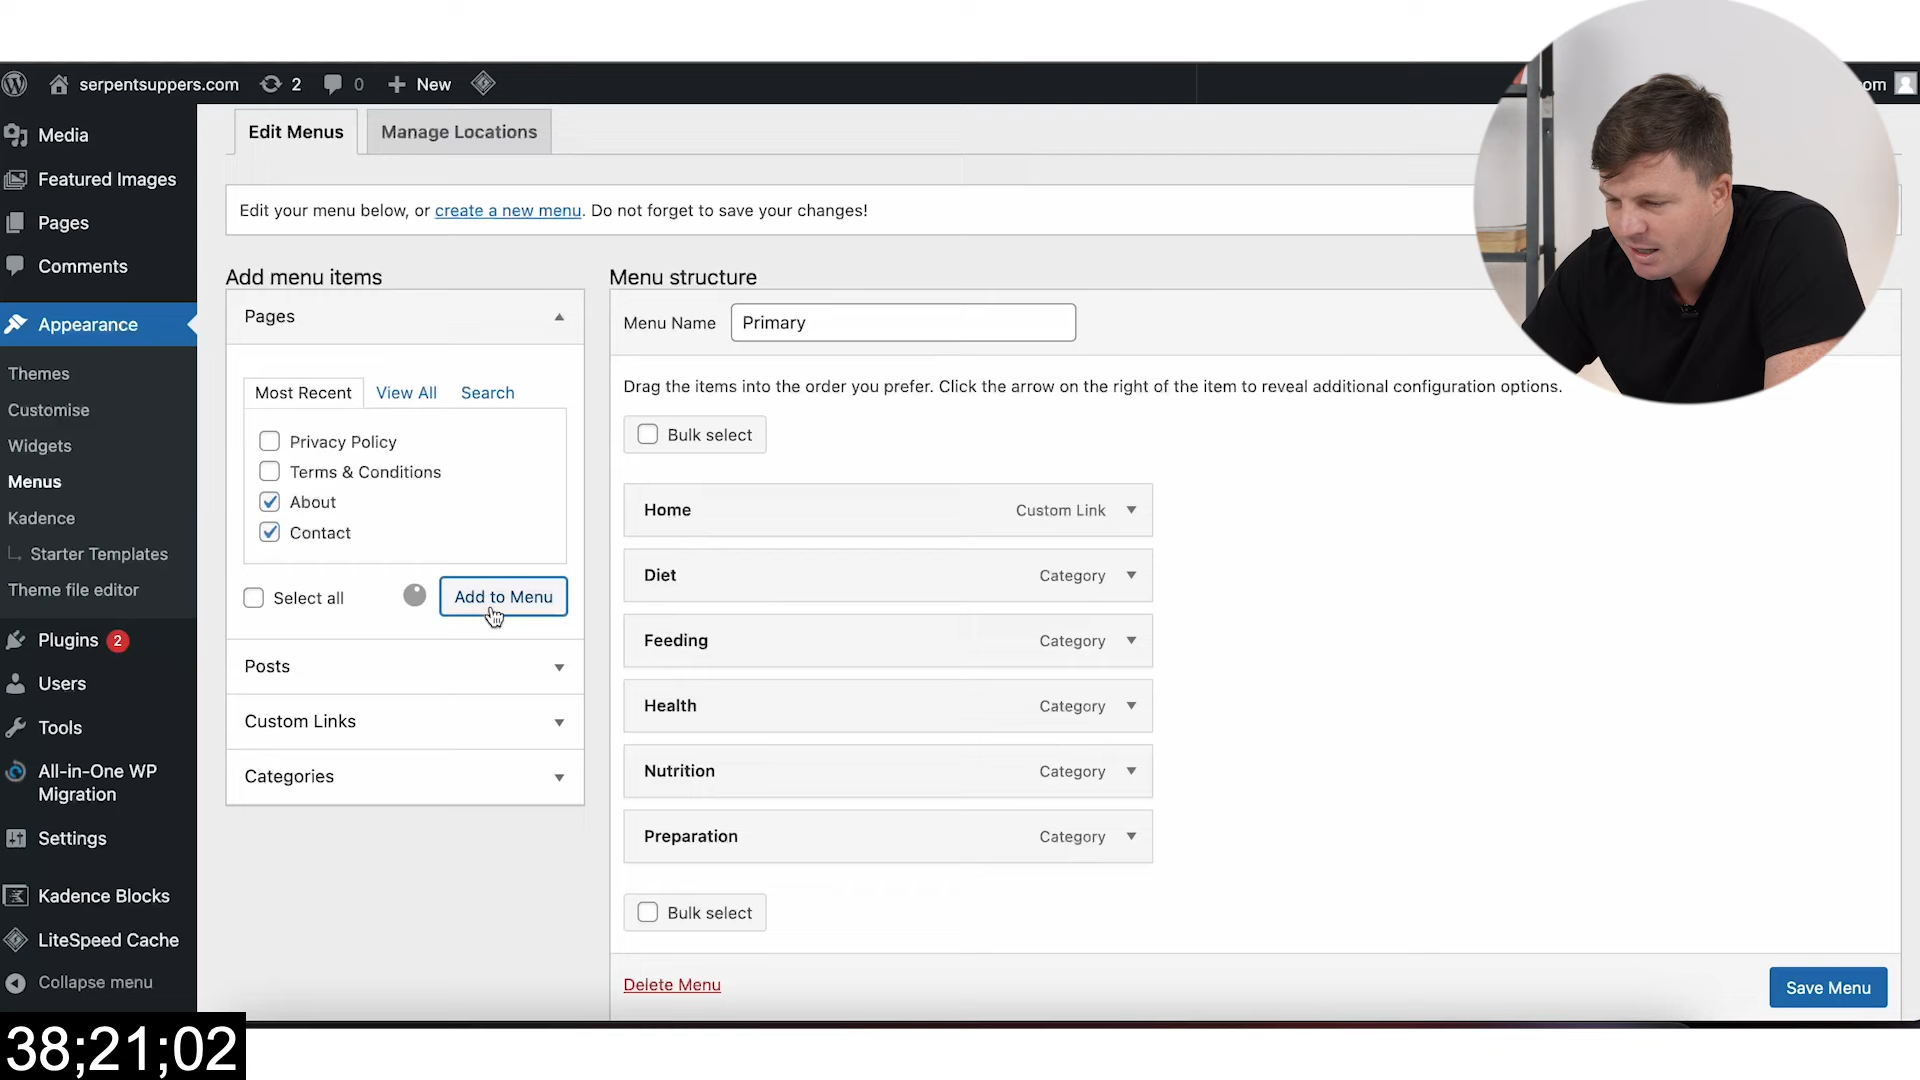 serpentsuppers.com 2 0 New
om
Media
Featured Images
Pages
Comments
Appearance
Themes
Customise
Widgets
Menus
Kadence
Starter Templates
Theme file editor
Plugins 2
Users
Tools
All-in-One WP
Migration
Settings
Kadence Blocks
LiteSpeed Cache
Collapse menu
Edit Menus
Manage Locations
Edit your menu below, or create a new menu. Do not forget to save your changes!
Add menu items
Pages
Most Recent
View All
Search
Privacy Policy
Terms & Conditions
About
Contact
Select all
Add to Menu
Posts
Custom Links
Categories
Menu structure
Menu Name Primary
Drag the items into the order you prefer. Click the arrow on the right of the item to reveal additional configuration options.
Bulk select
Home Custom Link
Diet Category
Feeding Category
Health Category
Nutrition Category
Preparation Category
Bulk select
Delete Menu
Save Menu
38;21;02